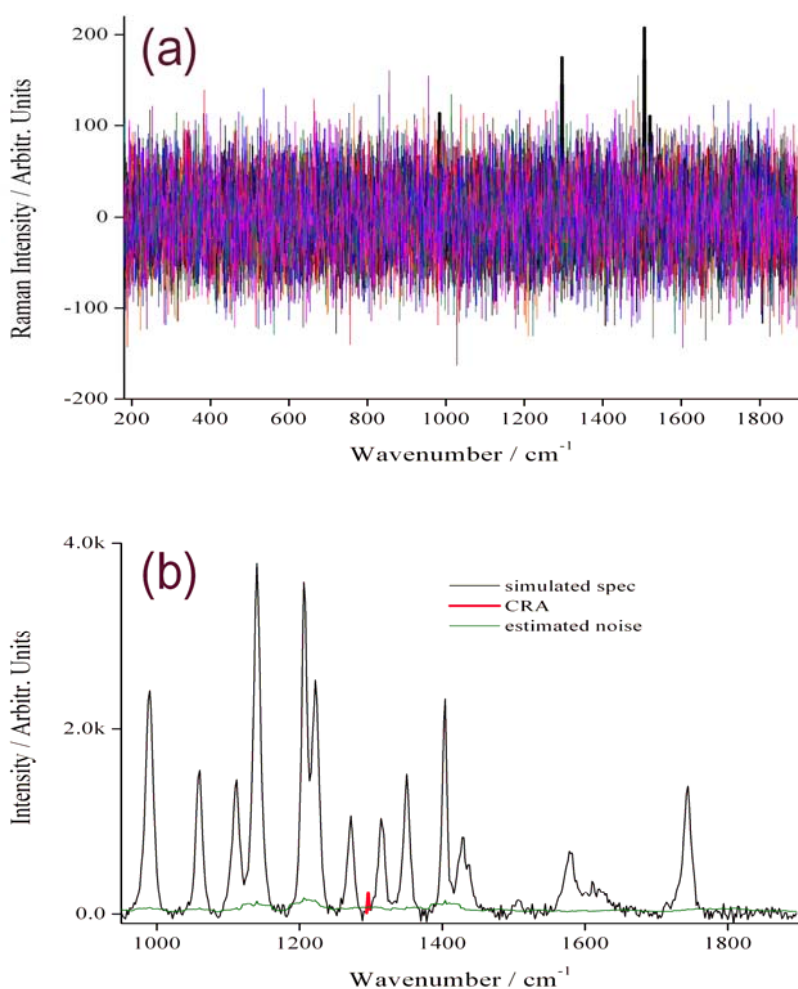 (a)
Raman Intensity / Arbitr. Units
200
100
0
-100
-200
200 400 600 800 1000 1200 1400 1600 1800
Wavenumber / cm⁻¹
(b)
Intensity / Arbitr. Units
4.0k
2.0k
0.0
simulated spec
CRA
estimated noise
1000 1200 1400 1600 1800
Wavenumber / cm⁻¹